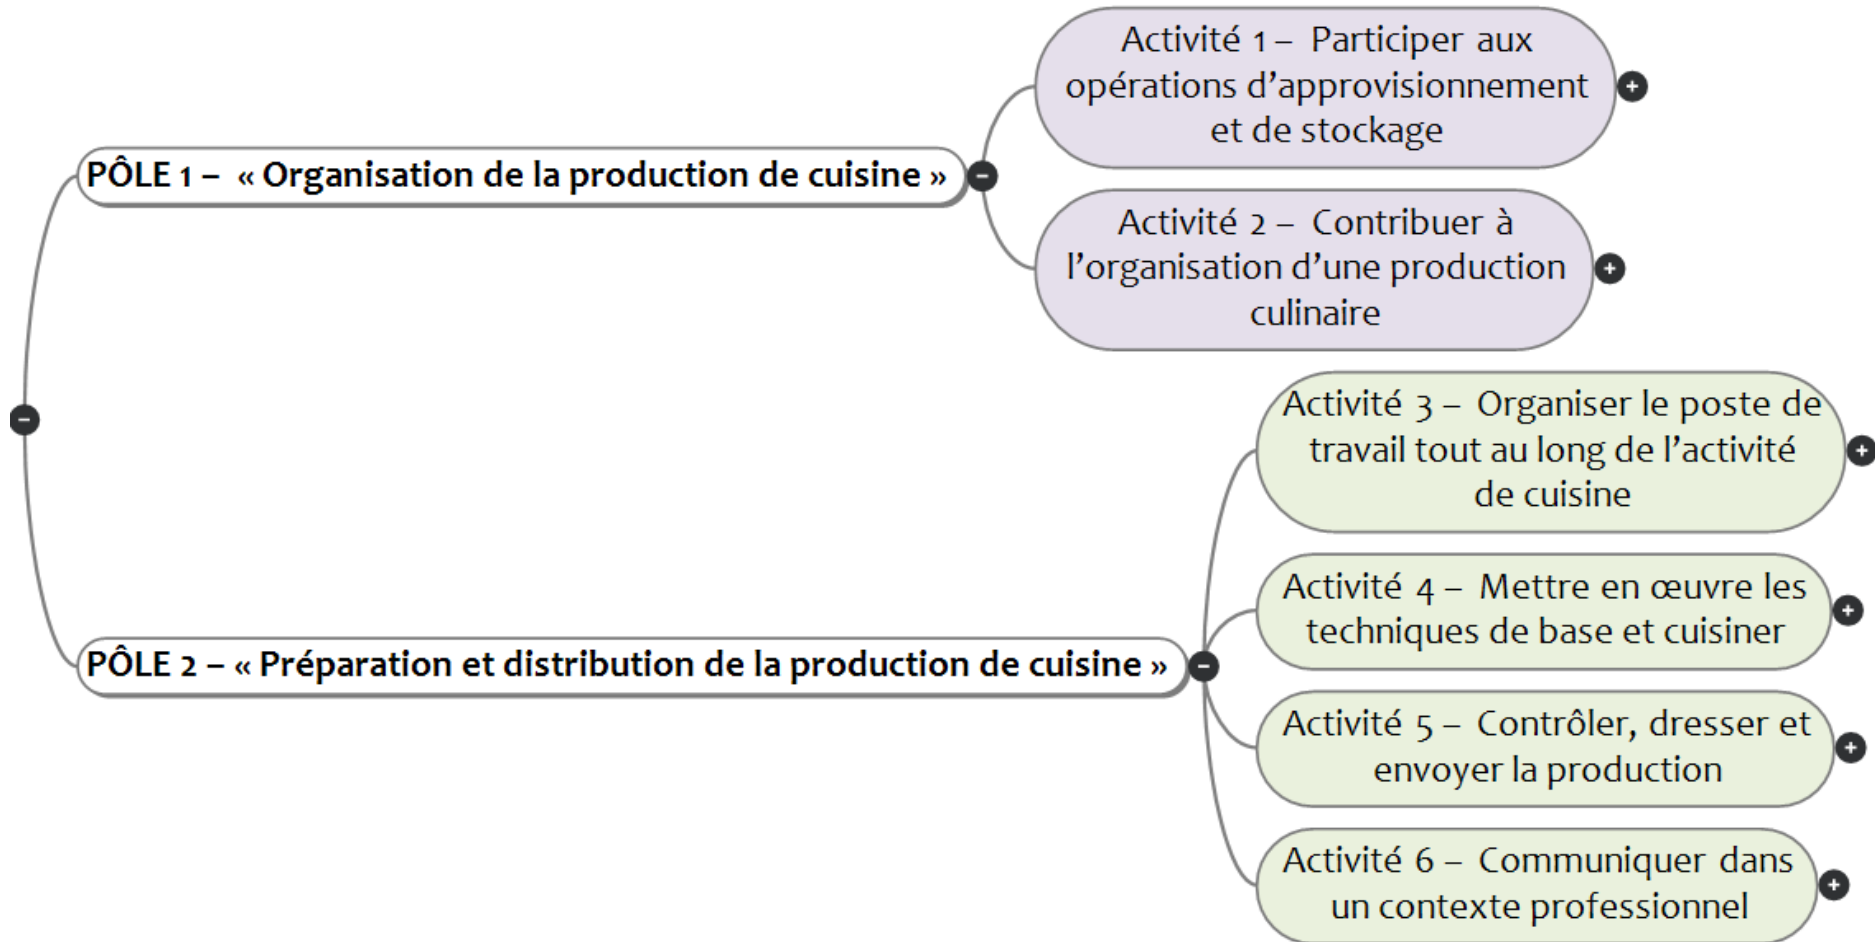 PÔLE 1 – « Organisation de la production de cuisine »
Activité 1 – Participer aux
opérations d’approvisionnement
et de stockage
Activité 2 – Contribuer à
l’organisation d’une production
culinaire
PÔLE 2 – « Préparation et distribution de la production de cuisine »
Activité 3 – Organiser le poste de
travail tout au long de l’activité
de cuisine
Activité 4 – Mettre en œuvre les
techniques de base et cuisiner
Activité 5 – Contrôler, dresser et
envoyer la production
Activité 6 – Communiquer dans
un contexte professionnel